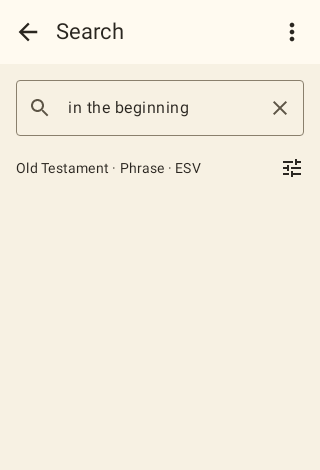 Search
in the beginning
Old Testament · Phrase · ESV